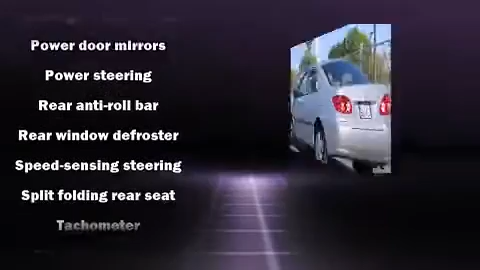 Power door mirrors
Power steering
Rear anti-roll bar
Rear window defroster
Speed-sensing steering
Split folding rear seat
Tachometer